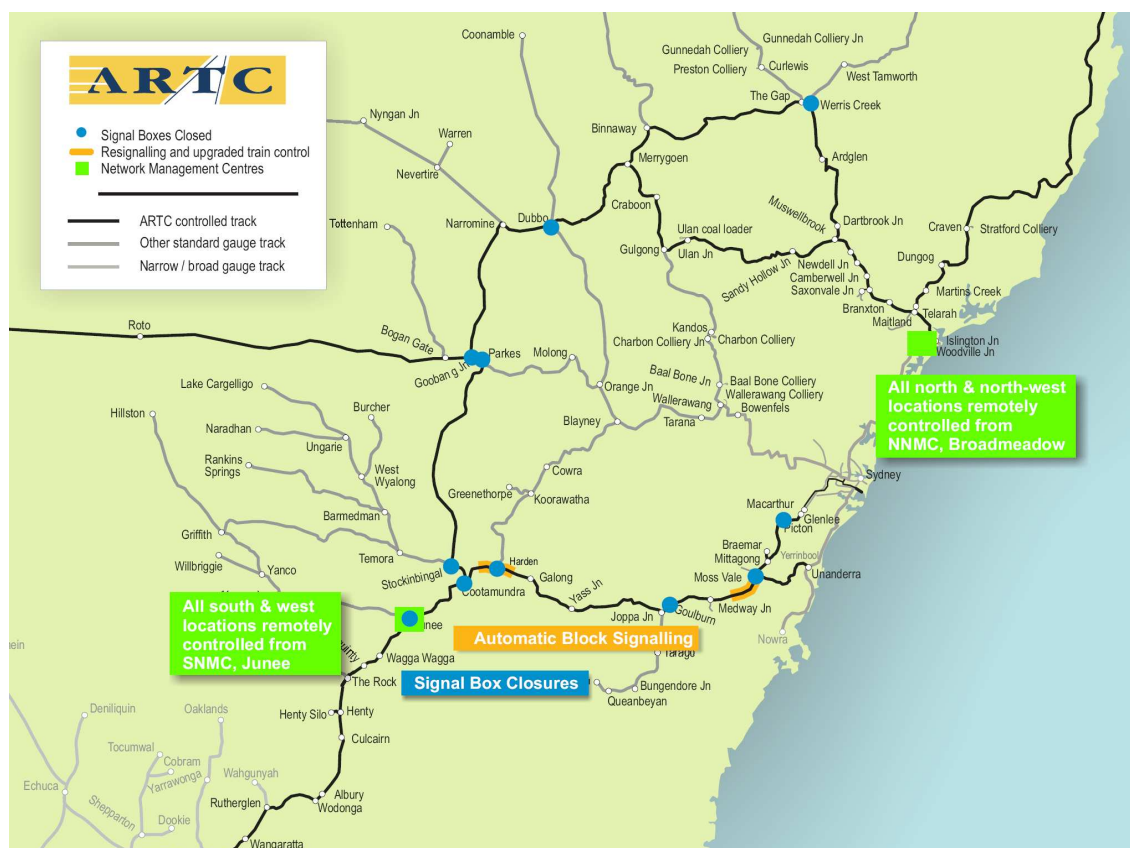 ARTC
Signal Boxes Closed
Resignalling and upgraded train control
Network Management Centres
ARTC controlled track
Other standard gauge track
Narrow / broad gauge track
Coonamble
Gunnedah Colliery Jn
Gunnedah Colliery
Curlewis
Preston Colliery
West Tamworth
The Gap
Werris Creek
Nyngan Jn
Warren
Binnaway
Nevertire
Merrygoen
Ardglen
Craboon
Muswellbrook
Dartbrook Jn
Tottenham
Narromine
Dubbo
Ulan coal loader
Craven
Stratford Colliery
Gulgong
Ulan Jn
Sandy Hollow Jn
Newdell Jn
Dungog
Camberwell Jn
Saxonvale Jn
Martins Creek
Branxton
Telarah
Maitland
Roto
Bogan Gate
Kandos
Charbon Colliery Jn
Charbon Colliery
Islington Jn
Woodville Jn
Parkes
Goobang Jn
Molong
Lake Cargelligo
Orange Jn
Baal Bone Jn
Baal Bone Colliery
Wallerawang
Wallerawang Colliery
Bowenfels
All north & north-west
locations remotely
controlled from
NNMC, Broadmeadow
Hillston
Burcher
Naradhan
Ungarie
Blayney
Tarana
Rankins
Springs
West
Wyalong
Cowra
Sydney
Greenethorpe
Koorawatha
Macarthur
Barmedman
Glenlee
Picton
Griffith
Temora
Harden
Braemar
Mittagong
Yerrinbool
Willbriggie
Yanco
Stockinbingal
Galong
Yass Jn
Moss Vale
Unanderra
Cootamundra
Goulburn
Medway Jn
Joppa Jn
All south & west
locations remotely
controlled from
SNMC, Junee
unee
Automatic Block Signalling
Nowra
Tarago
Wagga Wagga
The Rock
Signal Box Closures
Bungendore Jn
Queanbeyan
Deniliquin
Oaklands
Henty Silo
Henty
Culcairn
Tocumwal
Cobram
Yarrawonga
Wahgunyah
Echuca
Shepparton
Dookie
Rutherglen
Albury
Wodonga
Wangaratta